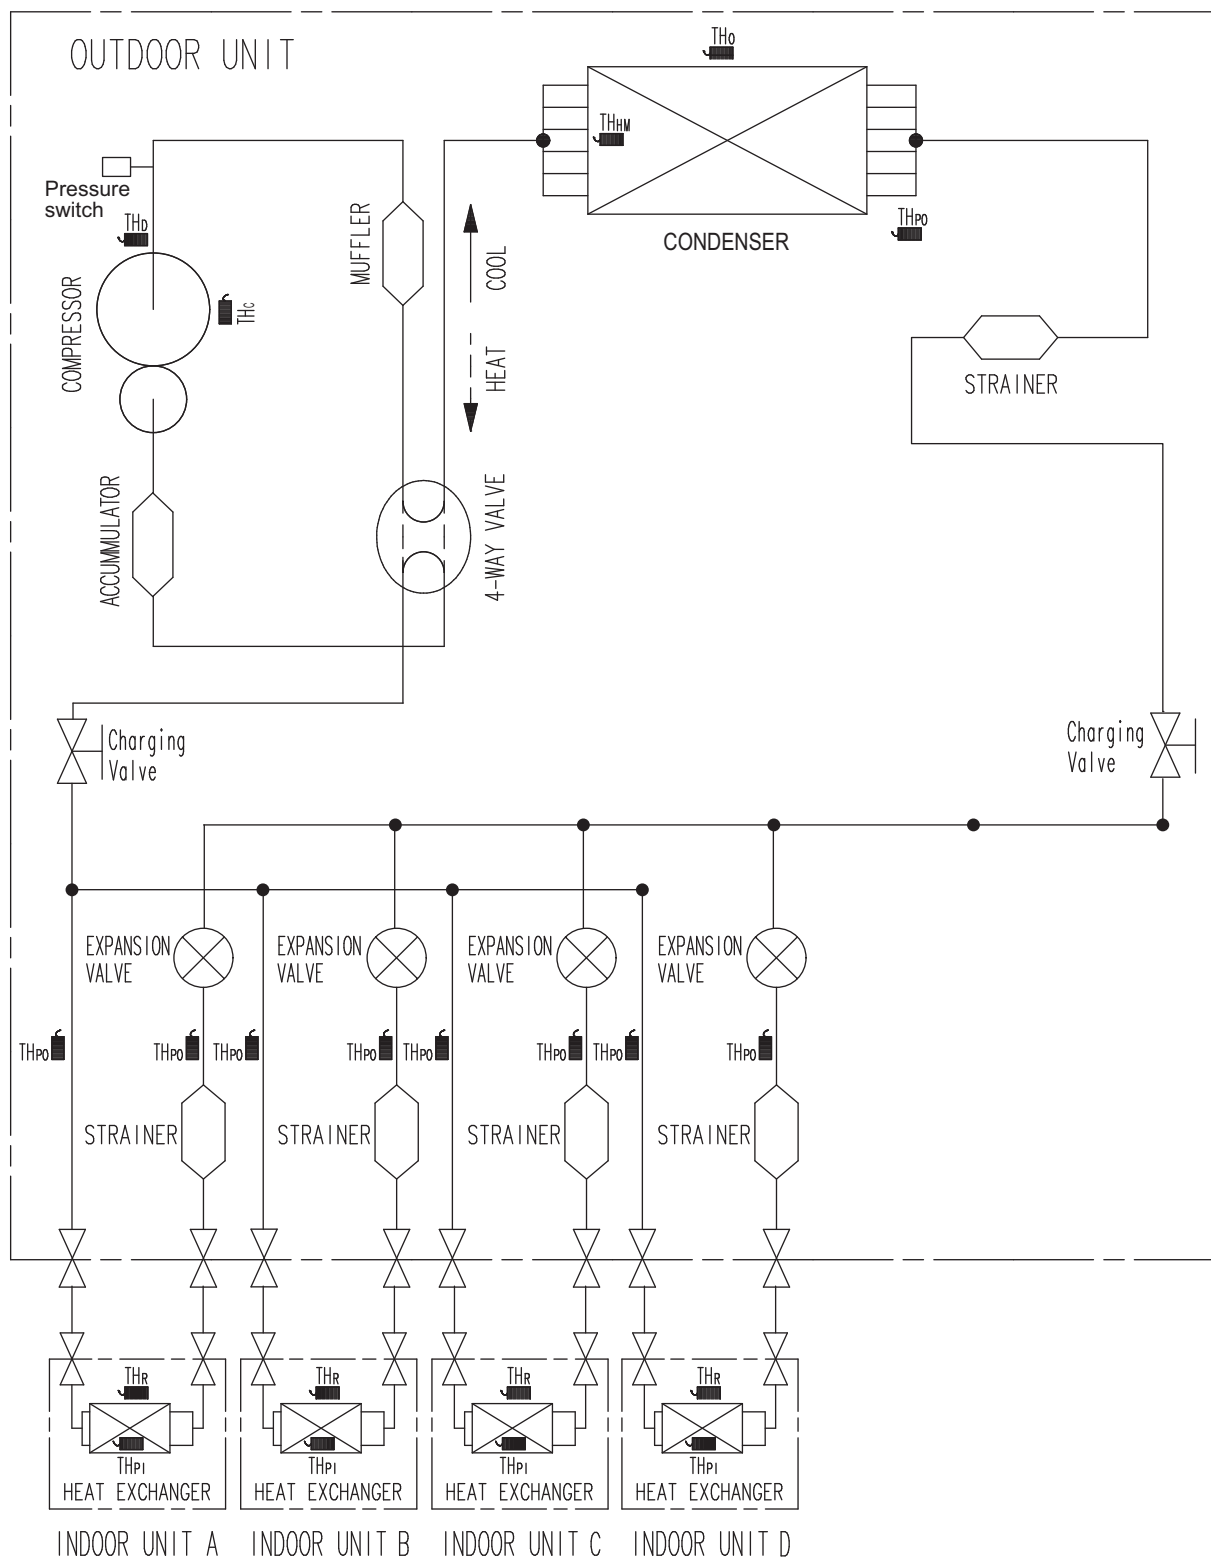 OUTDOOR UNIT
THO
THHM
Pressure
switch
THD
MUFFLER
COOL
THPO
CONDENSER
COMPRESSOR
THC
HEAT
STRAINER
ACCUMMULATOR
4-WAY VALVE
Charging
Valve
Charging
Valve
EXPANSION
VALVE
EXPANSION
VALVE
EXPANSION
VALVE
EXPANSION
VALVE
THPO
THPO
THPO
THPO
THPO
THPO
THPO
THPO
STRAINER
STRAINER
STRAINER
STRAINER
THR
THR
THR
THR
THPI
THPI
THPI
THPI
HEAT EXCHANGER
HEAT EXCHANGER
HEAT EXCHANGER
HEAT EXCHANGER
INDOOR UNIT A
INDOOR UNIT B
INDOOR UNIT C
INDOOR UNIT D